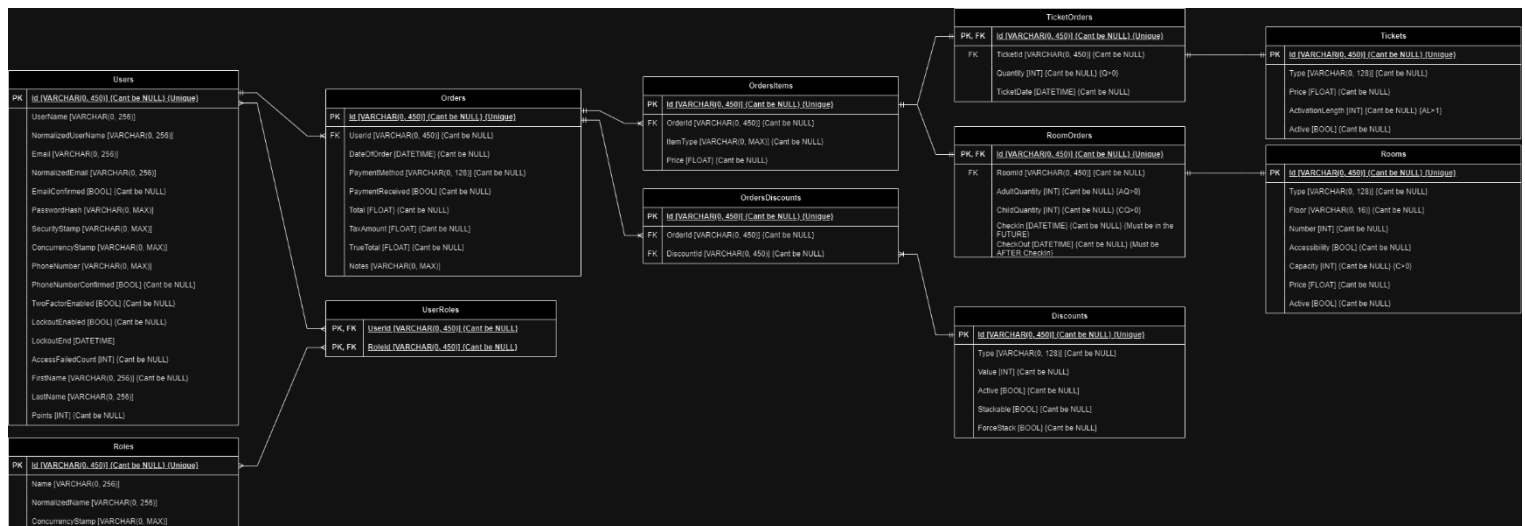 Users
PK Id [VARCHAR(0, 450)] {Cant be NULL} {Unique}
UserName [VARCHAR(0, 256)]
NormalizedUserName [VARCHAR(0, 256)]
Email [VARCHAR(0, 256)]
NormalizedEmail [VARCHAR(0, 256)]
EmailConfirmed [BOOL] {Cant be NULL}
PasswordHash [VARCHAR(0, MAX)]
SecurityStamp [VARCHAR(0, MAX)]
ConcurrencyStamp [VARCHAR(0, MAX)]
PhoneNumber [VARCHAR(0, MAX)]
PhoneNumberConfirmed [BOOL] {Cant be NULL}
TwoFactorEnabled [BOOL] {Cant be NULL}
LockoutEnabled [BOOL] {Cant be NULL}
LockoutEnd [DATETIME]
AccessFailedCount [INT] {Cant be NULL}
FirstName [VARCHAR(0, 256)] {Cant be NULL}
LastName [VARCHAR(0, 256)]
Points [INT] {Cant be NULL}
Roles
PK Id [VARCHAR(0, 450)] {Cant be NULL} {Unique}
Name [VARCHAR(0, 256)]
NormalizedName [VARCHAR(0, 256)]
ConcurrencyStamp [VARCHAR(0, MAX)]
Orders
PK Id [VARCHAR(0, 450)] {Cant be NULL} {Unique}
FK UserId [VARCHAR(0, 450)] {Cant be NULL}
DateOfOrder [DATETIME] {Cant be NULL}
PaymentMethod [VARCHAR(0, 128)] {Cant be NULL}
PaymentReceived [BOOL] {Cant be NULL}
Total [FLOAT] {Cant be NULL}
TaxAmount [FLOAT] {Cant be NULL}
TrueTotal [FLOAT] {Cant be NULL}
Notes [VARCHAR(0, MAX)]
UserRoles
PK, FK UserId [VARCHAR(0, 450)] {Cant be NULL}
PK, FK RoleId [VARCHAR(0, 450)] {Cant be NULL}
OrdersItems
PK Id [VARCHAR(0, 450)] {Cant be NULL} {Unique}
FK OrderId [VARCHAR(0, 450)] {Cant be NULL}
ItemType [VARCHAR(0, MAX)] {Cant be NULL}
Price [FLOAT] {Cant be NULL}
OrdersDiscounts
PK Id [VARCHAR(0, 450)] {Cant be NULL} {Unique}
FK OrderId [VARCHAR(0, 450)] {Cant be NULL}
FK DiscountId [VARCHAR(0, 450)] {Cant be NULL}
TicketOrders
PK, FK Id [VARCHAR(0, 450)] {Cant be NULL} {Unique}
FK TicketId [VARCHAR(0, 450)] {Cant be NULL}
Quantity [INT] {Cant be NULL} {Q>0}
TicketDate [DATETIME] {Cant be NULL}
RoomOrders
PK, FK Id [VARCHAR(0, 450)] {Cant be NULL} {Unique}
FK RoomId [VARCHAR(0, 450)] {Cant be NULL}
AdultQuantity [INT] {Cant be NULL} {AQ>0}
ChildQuantity [INT] {Cant be NULL} {CQ>0}
CheckIn [DATETIME] {Cant be NULL} {Must be in the
FUTURE}
CheckOut [DATETIME] {Cant be NULL} {Must be
AFTER CheckIn}
Discounts
PK Id [VARCHAR(0, 450)] {Cant be NULL} {Unique}
Type [VARCHAR(0, 128)] {Cant be NULL}
Value [INT] {Cant be NULL}
Active [BOOL] {Cant be NULL}
Stackable [BOOL] {Cant be NULL}
ForceStack [BOOL] {Cant be NULL}
Tickets
PK Id [VARCHAR(0, 450)] {Cant be NULL} {Unique}
Type [VARCHAR(0, 128)] {Cant be NULL}
Price [FLOAT] {Cant be NULL}
ActivationLength [INT] {Cant be NULL} {AL>1}
Active [BOOL] {Cant be NULL}
Rooms
PK Id [VARCHAR(0, 450)] {Cant be NULL} {Unique}
Type [VARCHAR(0, 128)] {Cant be NULL}
Floor [VARCHAR(0, 16)] {Cant be NULL}
Number [INT] {Cant be NULL}
Accessibility [BOOL] {Cant be NULL}
Capacity [INT] {Cant be NULL} {C>0}
Price [FLOAT] {Cant be NULL}
Active [BOOL] {Cant be NULL}